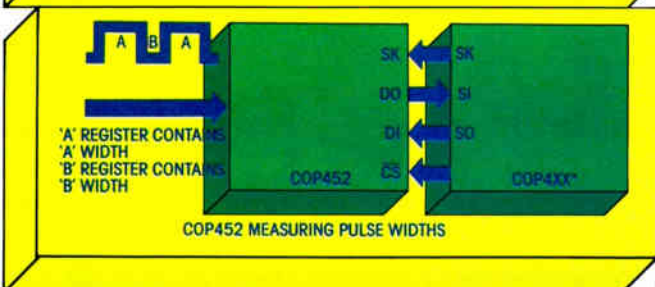 A B A
SK SK
DO SI
DI SO
CS
'A' REGISTER CONTAINS
'A' WIDTH
'B' REGISTER CONTAINS
'B' WIDTH
COP452
COP4XX*
COP452 MEASURING PULSE WIDTHS